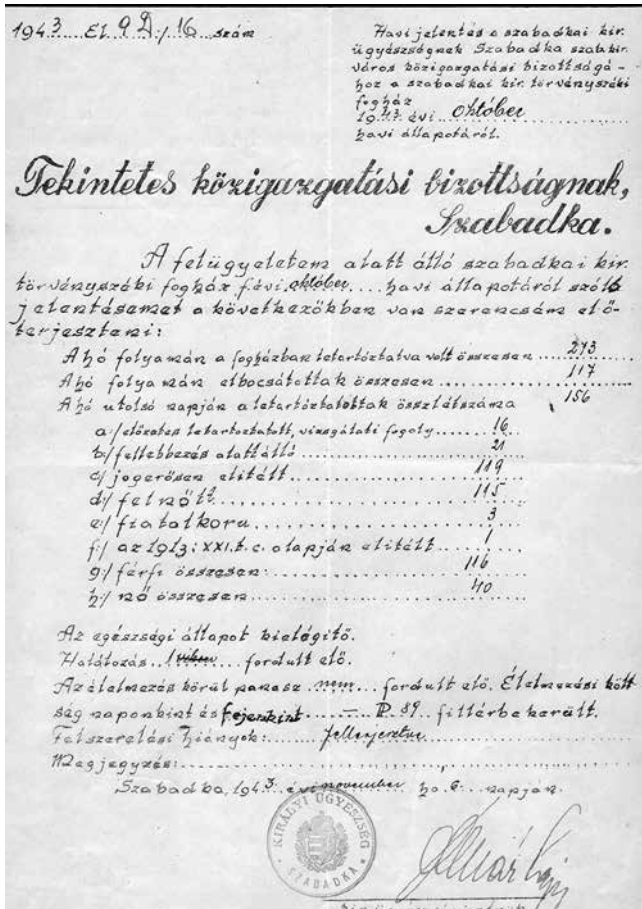 1943 El. 9 D:/16. szám
Havi jelentés a szabadkai kir.
ügyészségnek Szabadka szab. kir.
város közigazgatási bizottságá-
hoz a szabadkai kir. törvényszéki
fogház
1943. évi október
havi állapotáról.
Tekintetes közigazgatási bizottságnak,
Szabadka.
A felügyeletem alatt álló szabadkai kir.
törvényszéki fogház f. évi október.... havi állapotáról szóló
jelentésemet a következőkben van szerencsém elő-
terjeszteni:
A hó folyamán a fogházban letartóztatva volt összesen ..... 273
A hó folyamán elbocsátottak összesen ........ 117
A hó utolsó napján a letartóztatottak összlétszáma 156
a:/ előzetes letartóztatott, vizsgálati fogoly....... 16
b:/ fellebbezés alatt álló........ 21
c:/ jogerősen elítélt........ 119
d:/ felnőtt........ 115
e:/ fiatalkoru........ 3
f:/ az 1913:XXI.t.c. alapján elitélt..... 1
g:/ férfi összesen:........ 116
h:/ nő összesen........ 40
Az egészségi állapot kielégitő.
Halálozás 1 .... fordult elő.
Az élelmezés körül panasz nem... fordult elő. Élelmezési költ
ség naponkint és fejenkint..... — P. 89. fillérbe került.
Felszerelési hiányok:
Megjegyzés:........
Szabadka, 1943. évi november hó 6. napján.
KIRÁLYI ÜGYÉSZSÉG
SZABADKA